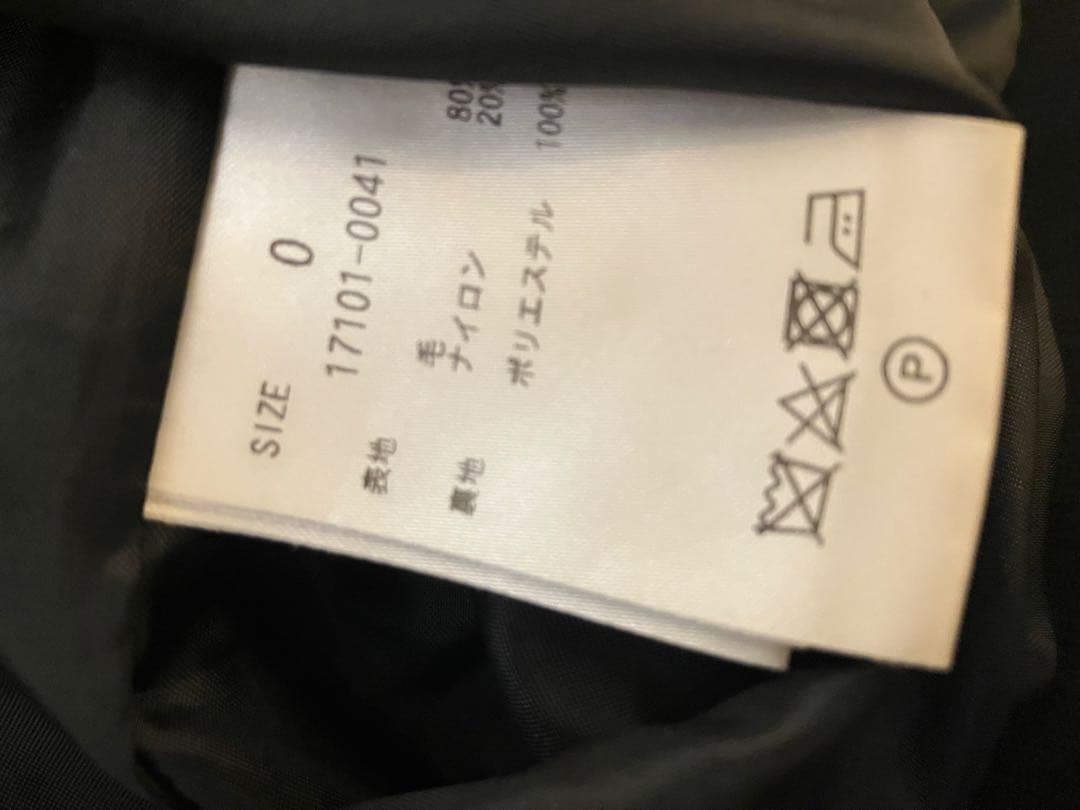 SIZE 0
17101-0041
表地
毛 80%
ナイロン 20%
裏地
ポリエステル 100%
P